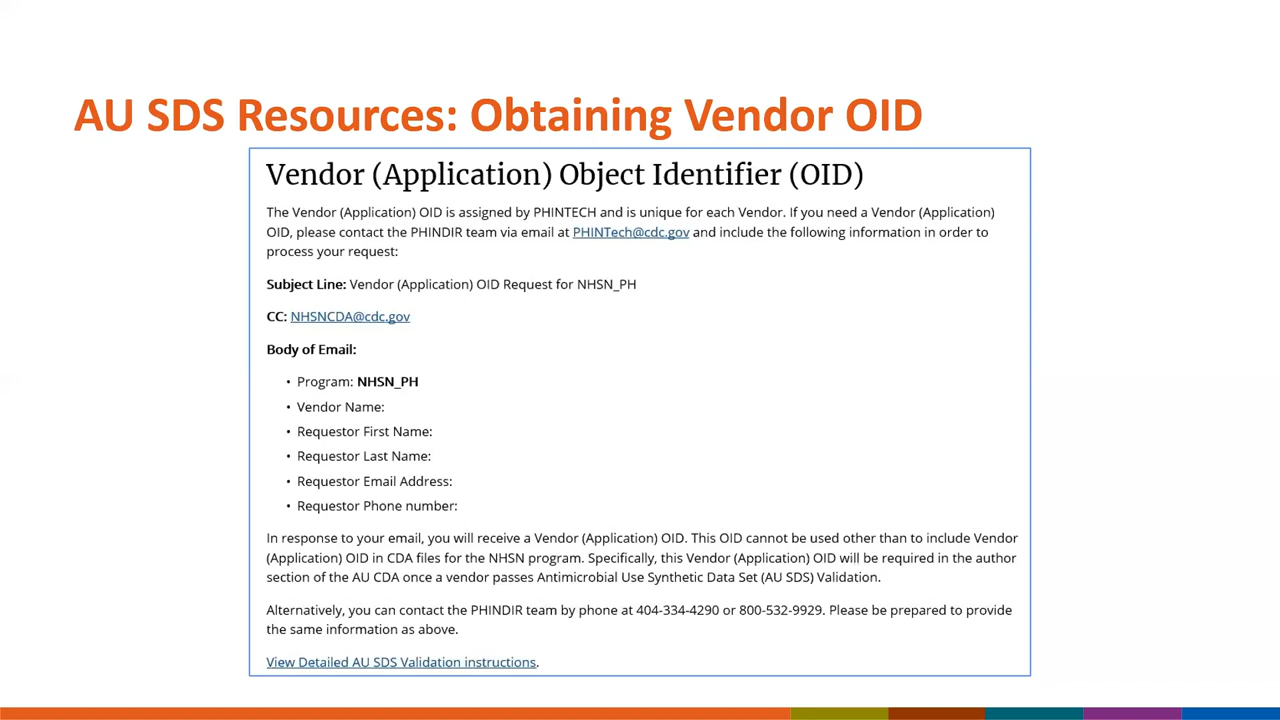 AU SDS Resources: Obtaining Vendor OID
Vendor (Application) Object Identifier (OID)
The Vendor (Application) OID is assigned by PHINTECH and is unique for each Vendor. If you need a Vendor (Application)
OID, please contact the PHINDIR team via email at PHINTech@cdc.gov and include the following information in order to
process your request:
Subject Line: Vendor (Application) OID Request for NHSN_PH
CC: NHSNCDA@cdc.gov
Body of Email:
• Program: NHSN_PH
• Vendor Name:
• Requestor First Name:
• Requestor Last Name:
• Requestor Email Address:
• Requestor Phone number:
In response to your email, you will receive a Vendor (Application) OID. This OID cannot be used other than to include Vendor
(Application) OID in CDA files for the NHSN program. Specifically, this Vendor (Application) OID will be required in the author
section of the AU CDA once a vendor passes Antimicrobial Use Synthetic Data Set (AU SDS) Validation.
Alternatively, you can contact the PHINDIR team by phone at 404-334-4290 or 800-532-9929. Please be prepared to provide
the same information as above.
View Detailed AU SDS Validation instructions.